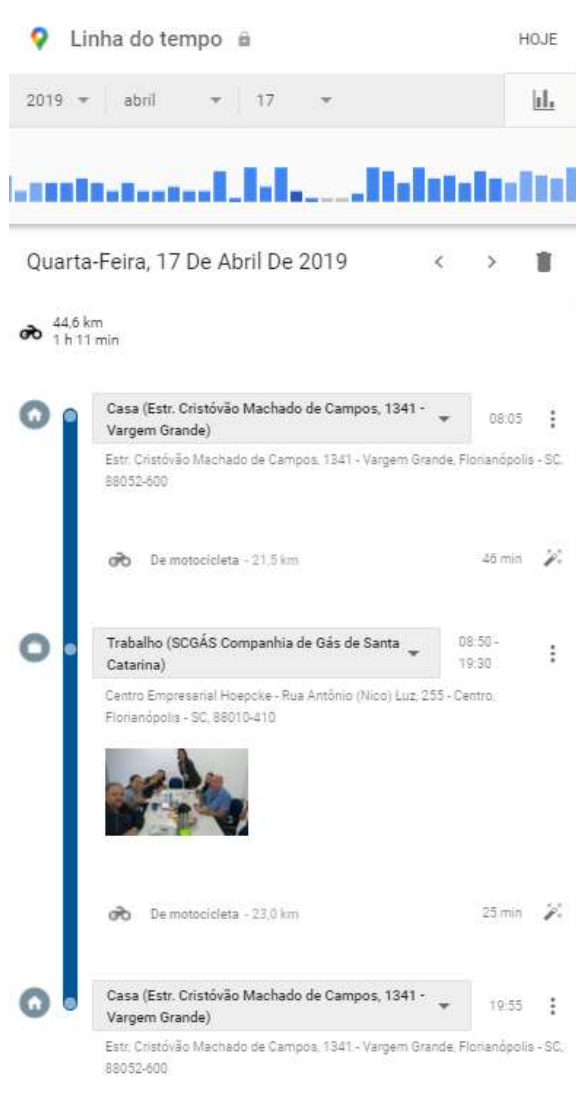 Linha do tempo
HOJE
2019
abril
17
Quarta-Feira, 17 De Abril De 2019
44,6 km
1 h 11 min
Casa (Estr. Cristóvão Machado de Campos, 1341 -
Vargem Grande)
08:05
Estr. Cristóvão Machado de Campos, 1341 - Vargem Grande, Florianópolis - SC,
88052-600
De motocicleta - 21,5 km
46 min
Trabalho (SCGÁS Companhia de Gás de Santa
Catarina)
08:50 -
19:30
Centro Empresarial Hoepcke - Rua Antônio (Nico) Luz, 255 - Centro,
Florianópolis - SC, 88010-410
De motocicleta - 23,0 km
25 min
Casa (Estr. Cristóvão Machado de Campos, 1341 -
Vargem Grande)
19:55
Estr. Cristóvão Machado de Campos, 1341 - Vargem Grande, Florianópolis - SC,
88052-600